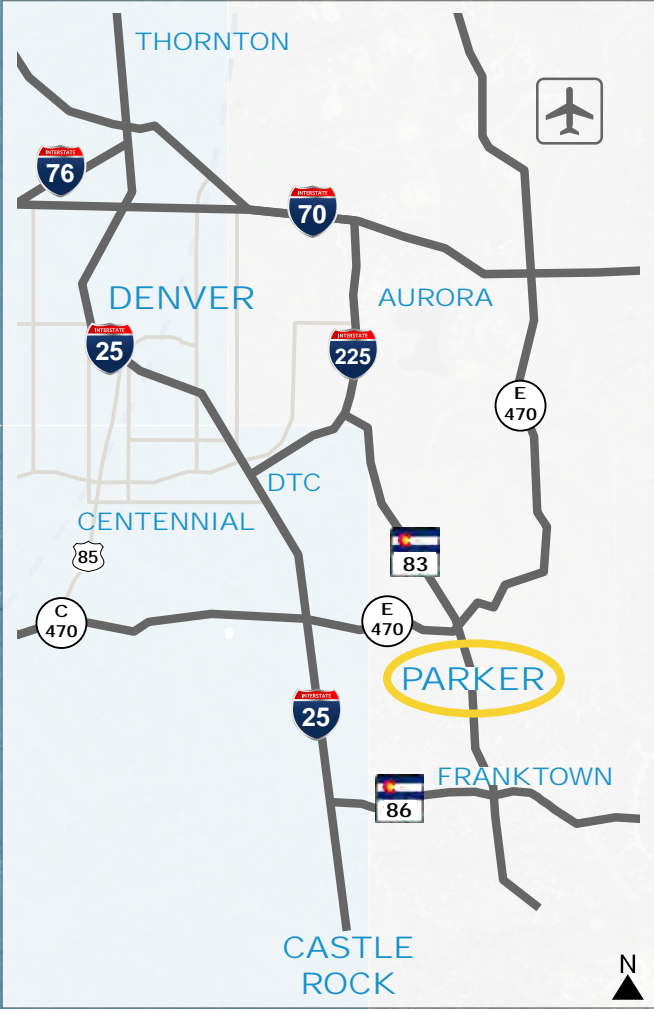 THORNTON
INTERSTATE
76
INTERSTATE
70
DENVER
AURORA
INTERSTATE
25
INTERSTATE
225
E
470
DTC
CENTENNIAL
83
85
C
470
E
470
PARKER
INTERSTATE
25
FRANKTOWN
86
CASTLE
ROCK
N